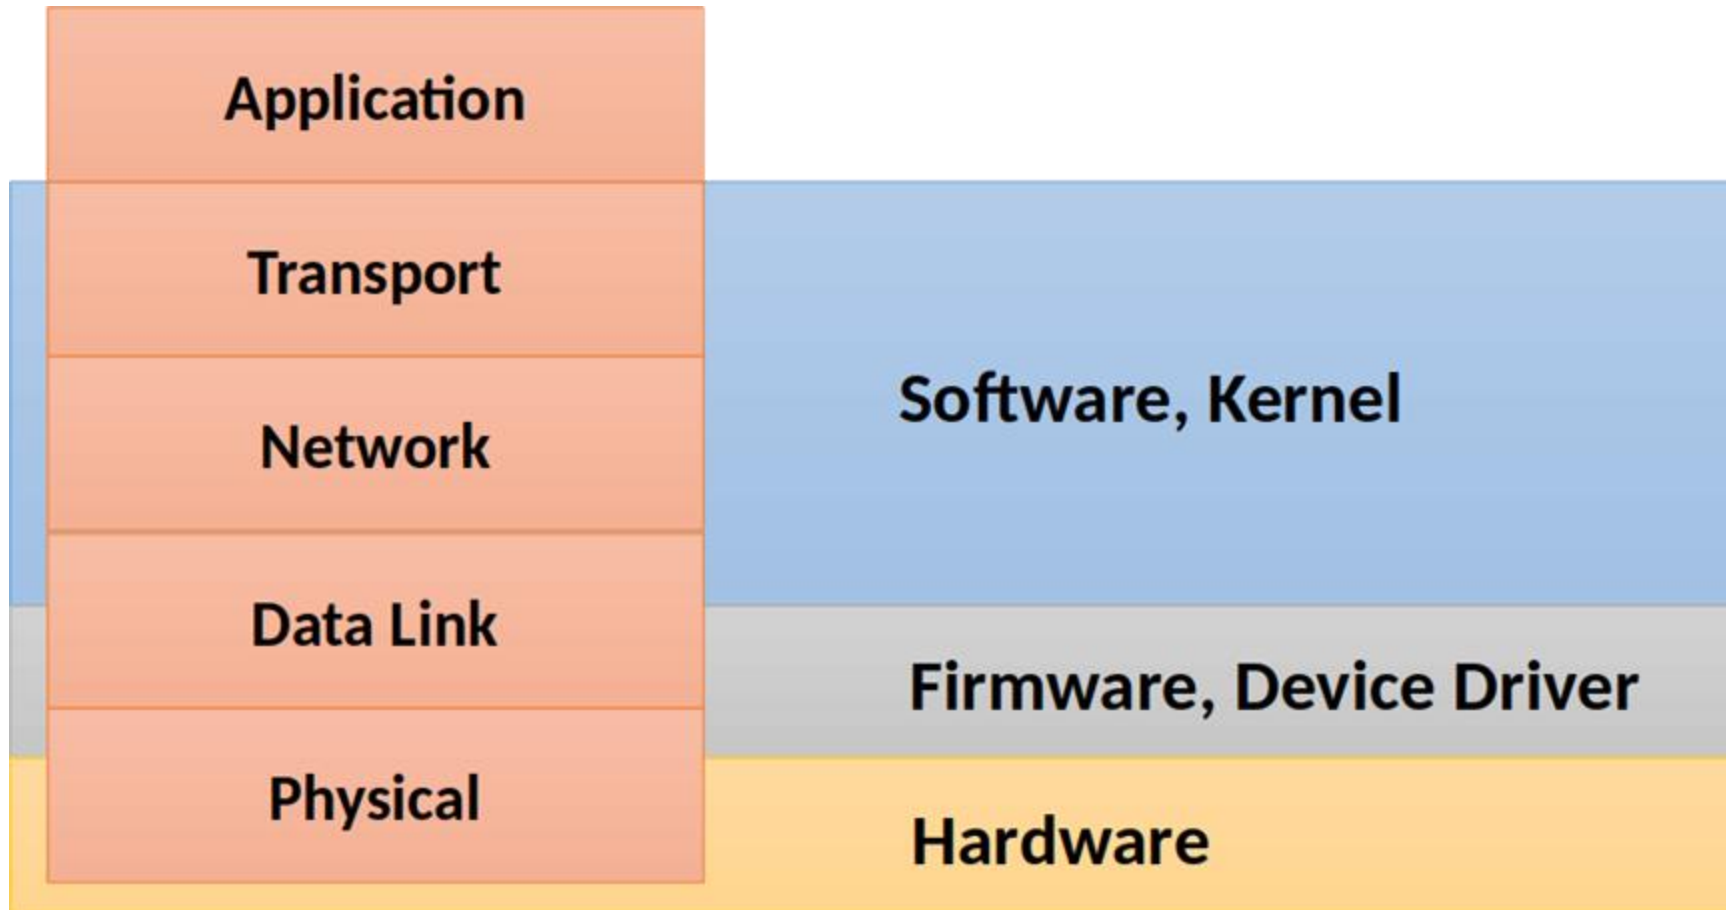 Application
Transport
Network
Software, Kernel
Data Link
Firmware, Device Driver
Physical
Hardware